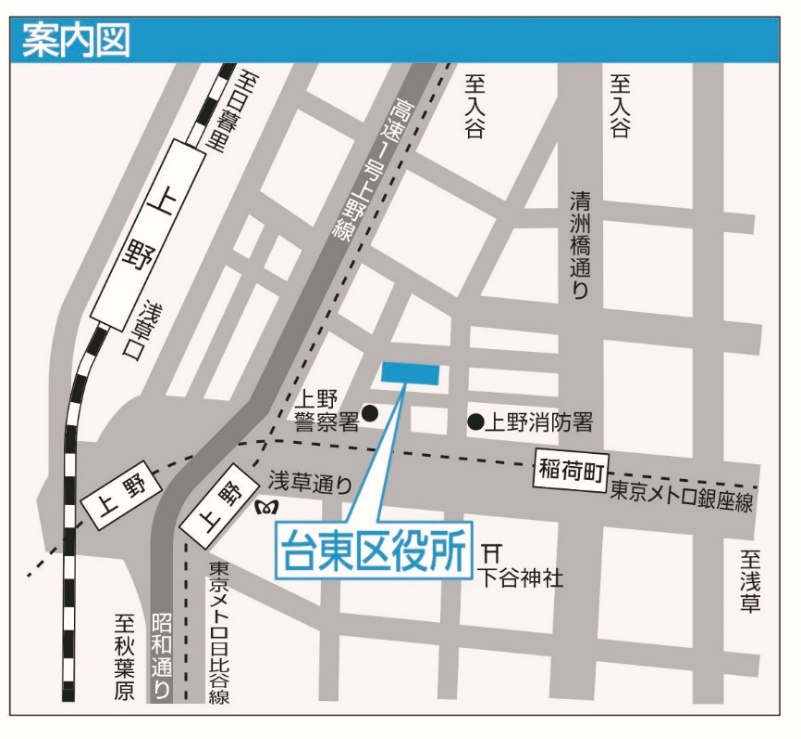 案内図
至日暮里
上野
浅草口
高速1号上野線
至入谷
至入谷
清洲橋通り
上野
警察署
上野消防署
稲荷町
東京メトロ銀座線
上野
上野
浅草通り
台東区役所
下谷神社
至浅草
至秋葉原
昭和通り
東京メトロ日比谷線